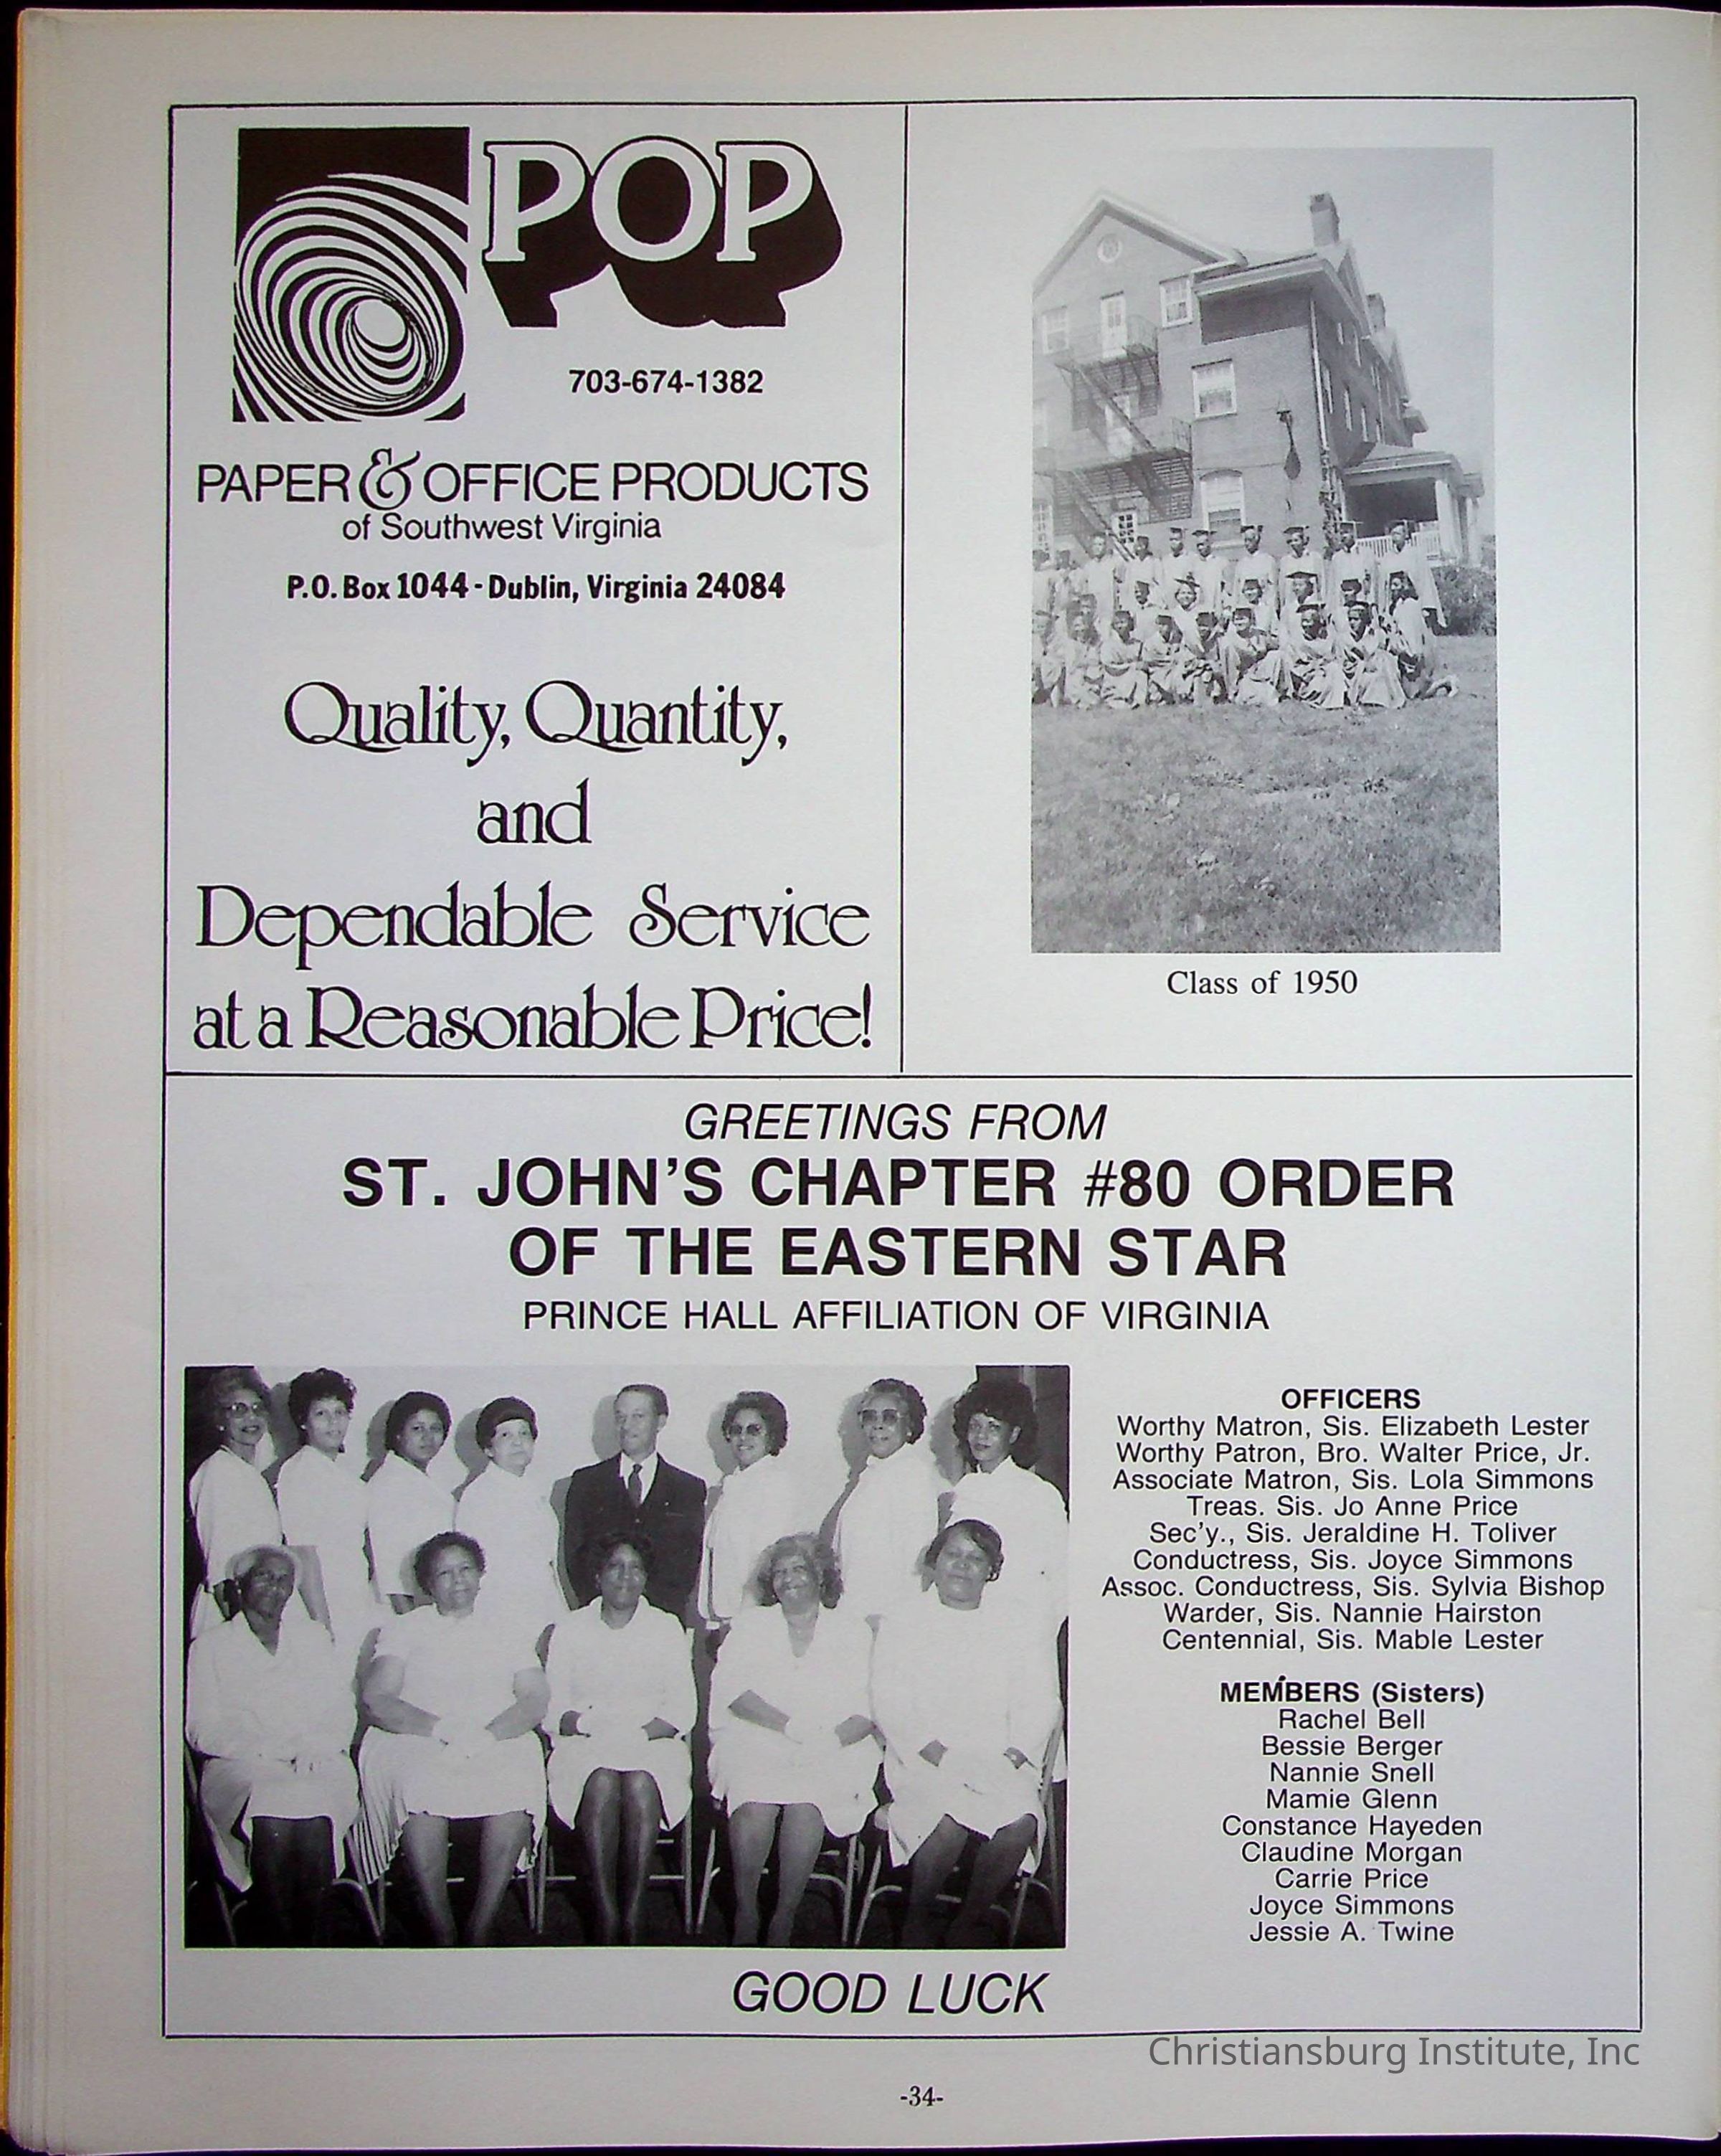 POP
703-674-1382
PAPER & OFFICE PRODUCTS
of Southwest Virginia
P.O. Box 1044 - Dublin, Virginia 24084
Quality, Quantity,
and
Dependable Service
at a Reasonable Price!
Class of 1950
GREETINGS FROM
ST. JOHN'S CHAPTER #80 ORDER
OF THE EASTERN STAR
PRINCE HALL AFFILIATION OF VIRGINIA
OFFICERS
Worthy Matron, Sis. Elizabeth Lester
Worthy Patron, Bro. Walter Price, Jr.
Associate Matron, Sis. Lola Simmons
Treas. Sis. Jo Anne Price
Sec'y., Sis. Jeraldine H. Toliver
Conductress, Sis. Joyce Simmons
Assoc. Conductress, Sis. Sylvia Bishop
Warder, Sis. Nannie Hairston
Centennial, Sis. Mable Lester
MEMBERS (Sisters)
Rachel Bell
Bessie Berger
Nannie Snell
Mamie Glenn
Constance Hayeden
Claudine Morgan
Carrie Price
Joyce Simmons
Jessie A. Twine
GOOD LUCK
Christiansburg Institute, Inc
-34-